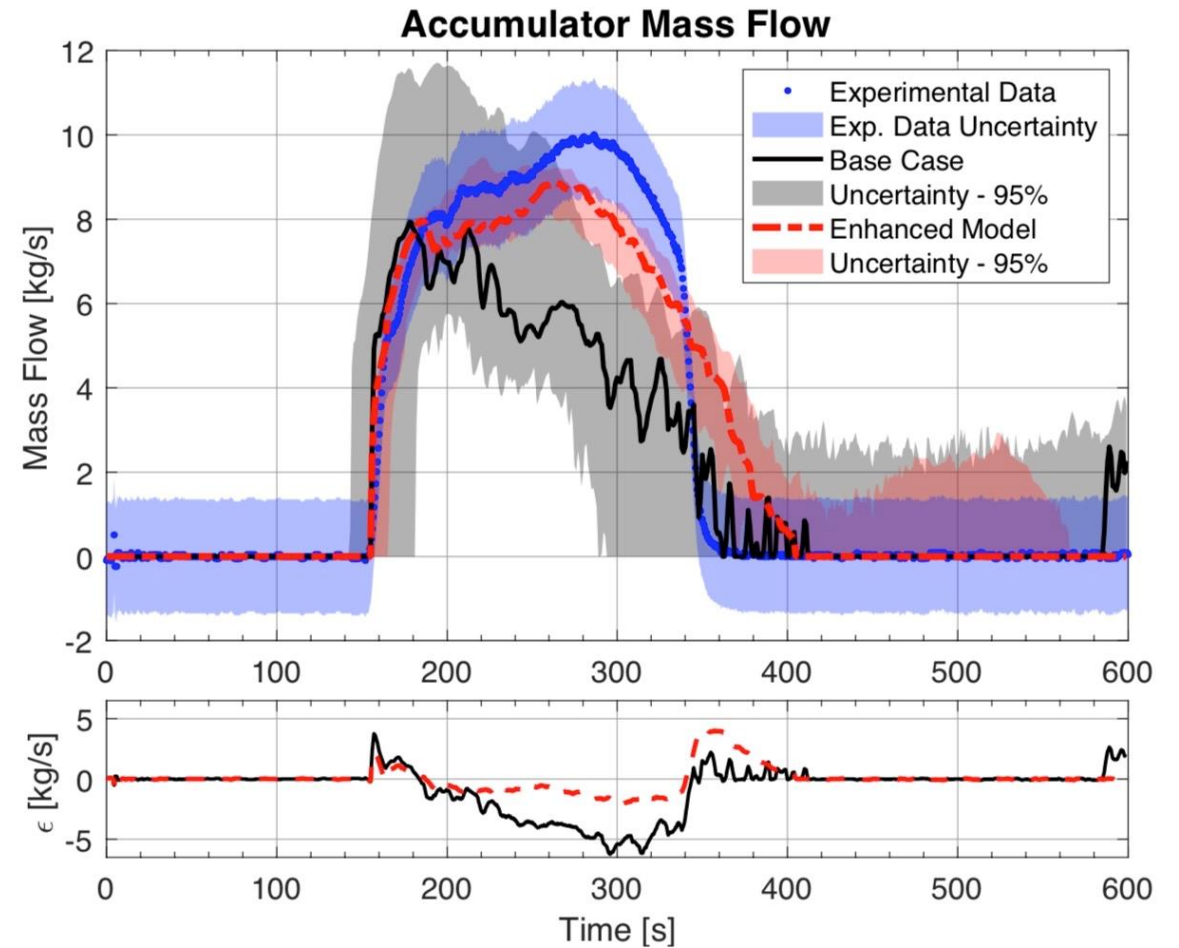 Accumulator Mass Flow
12
10
8
6
4
2
0
-2
Mass Flow [kg/s]
Experimental Data
Exp. Data Uncertainty
Base Case
Uncertainty - 95%
Enhanced Model
Uncertainty - 95%
0 100 200 300 400 500 600
5
0
-5
ϵ [kg/s]
0 100 200 300 400 500 600
Time [s]